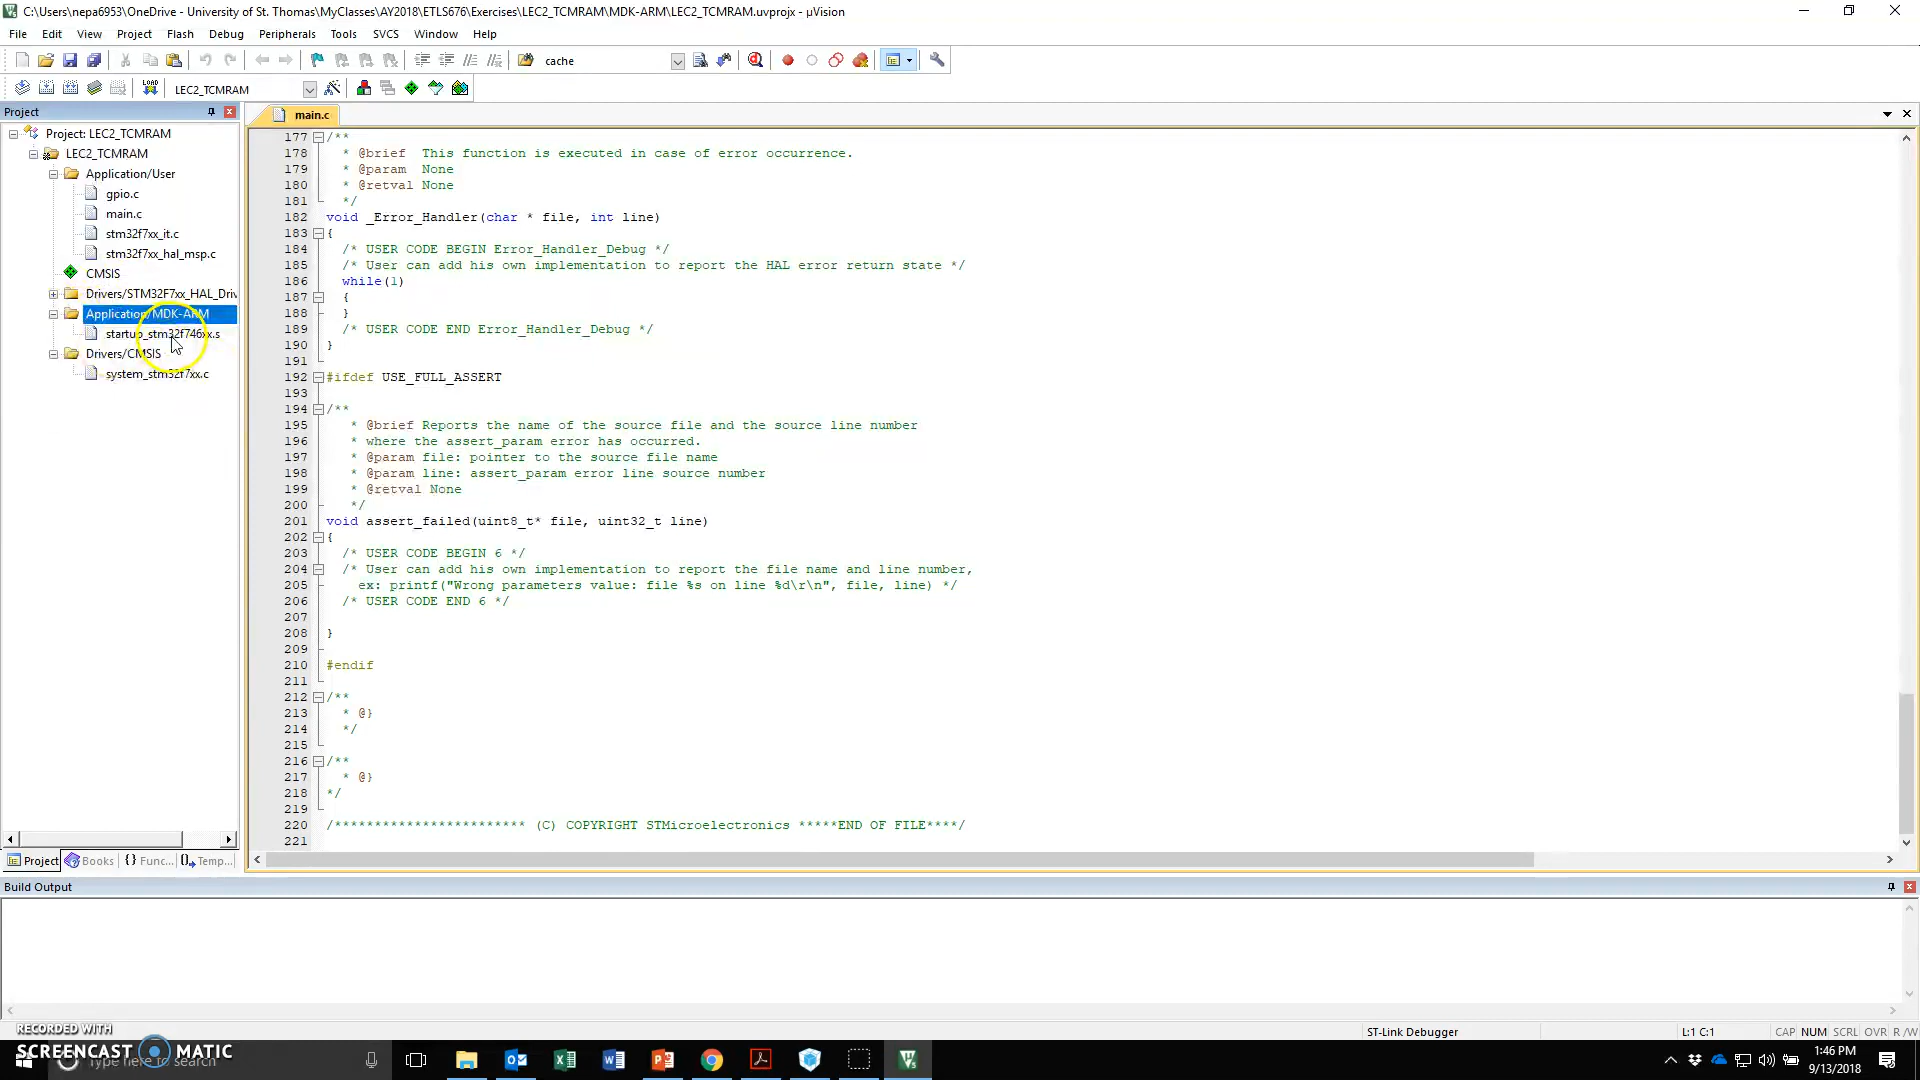 C:\Users\nepa6953\OneDrive - University of St. Thomas\MyClasses\AY2018\ETLS676\Exercises\LEC2_TCMRAM\MDK-ARM\LEC2_TCMRAM.uvprojx - µVision
File Edit View Project Flash Debug Peripherals Tools SVCS Window Help
cache
LOAD LEC2_TCMRAM
Project
Project: LEC2_TCMRAM
LEC2_TCMRAM
Application/User
gpio.c
main.c
stm32f7xx_it.c
stm32f7xx_hal_msp.c
CMSIS
Drivers/STM32F7xx_HAL_Driv
Application/MDK-ARM
startup_stm32f746xx.s
Drivers/CMSIS
system_stm32f7xx.c
Project Books {} Func... Temp...
main.c
177 /**
178 * @brief  This function is executed in case of error occurrence.
179 * @param  None
180 * @retval None
181 */
182 void _Error_Handler(char * file, int line)
183 {
184 /* USER CODE BEGIN Error_Handler_Debug */
185 /* User can add his own implementation to report the HAL error return state */
186 while(1)
187 {
188 }
189 /* USER CODE END Error_Handler_Debug */
190 }
191
192 #ifdef USE_FULL_ASSERT
193
194 /**
195 * @brief Reports the name of the source file and the source line number
196 * where the assert_param error has occurred.
197 * @param file: pointer to the source file name
198 * @param line: assert_param error line source number
199 * @retval None
200 */
201 void assert_failed(uint8_t* file, uint32_t line)
202 {
203 /* USER CODE BEGIN 6 */
204 /* User can add his own implementation to report the file name and line number,
205 ex: printf("Wrong parameters value: file %s on line %d\r\n", file, line) */
206 /* USER CODE END 6 */
207
208 }
209
210 #endif
211
212 /**
213 * @}
214 */
215
216 /**
217 * @}
218 */
219
220 /************************ (C) COPYRIGHT STMicroelectronics *****END OF FILE****/
221
Build Output
ST-Link Debugger L:1 C:1 CAP NUM SCRL OVR R/W
RECORDED WITH
SCREENCAST MATIC
Type here to search
1:46 PM
9/13/2018